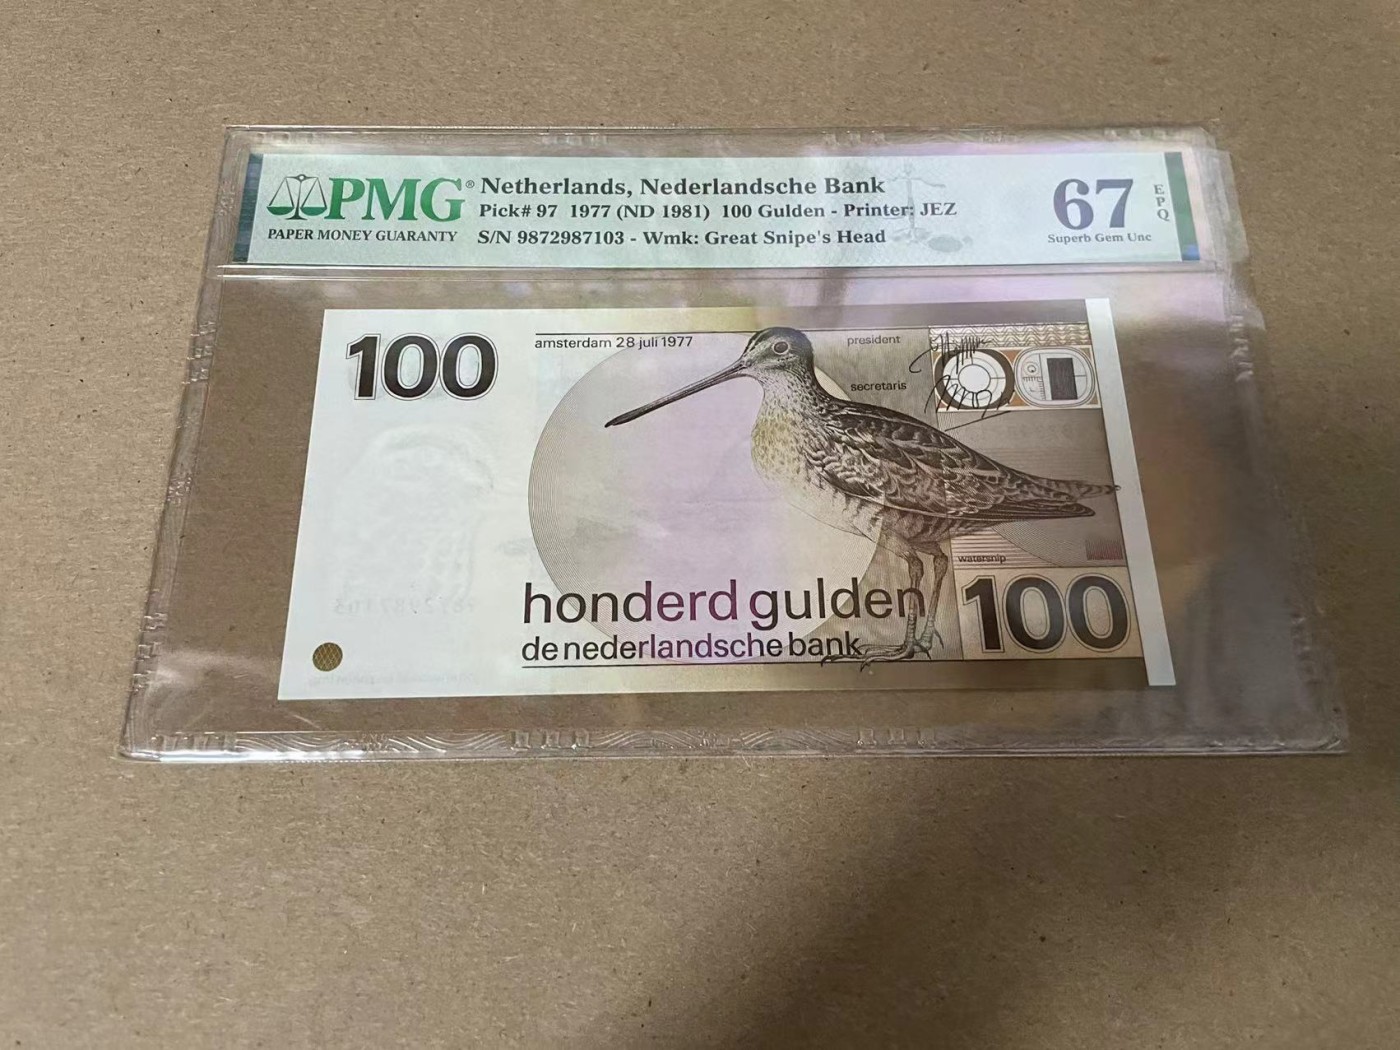 PMG®
PAPER MONEY GUARANTY
Netherlands, Nederlandsche Bank
Pick# 97 1977 (ND 1981) 100 Gulden - Printer: JEZ
S/N 9872987103 - Wmk: Great Snipe's Head
67
EPQ
Superb Gem Unc
100
amsterdam 28 juli 1977
president
secretaris
watersnip
100
honderd gulden
de nederlandsche bank